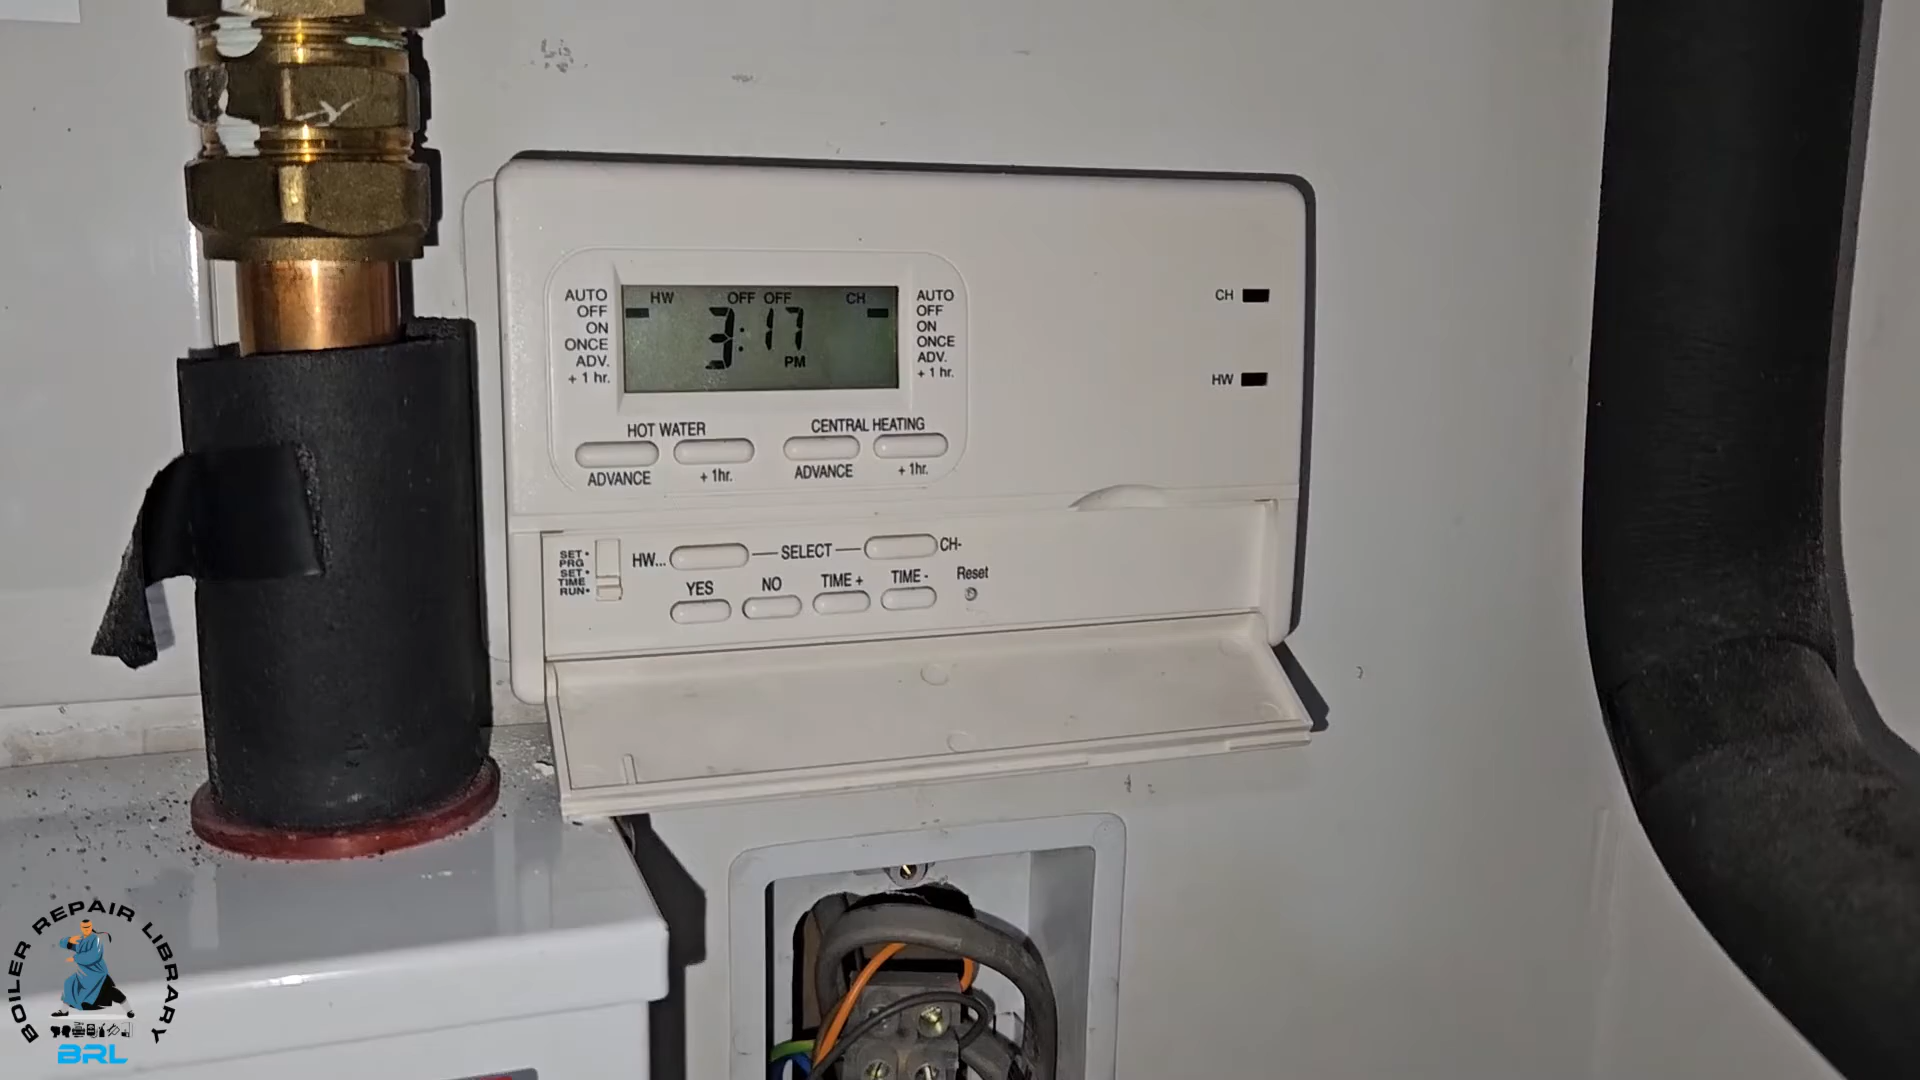 AUTO
OFF
ON
ONCE
ADV.
+ 1 hr.
HW OFF OFF CH
3:17
PM
AUTO
OFF
ON
ONCE
ADV.
+ 1 hr.
CH
HW
HOT WATER
CENTRAL HEATING
ADVANCE
+ 1hr.
ADVANCE
+ 1hr.
SET
PRG
SET
TIME
RUN
HW... SELECT CH-
YES NO TIME + TIME - Reset
BOILER REPAIR LIBRARY
BRL